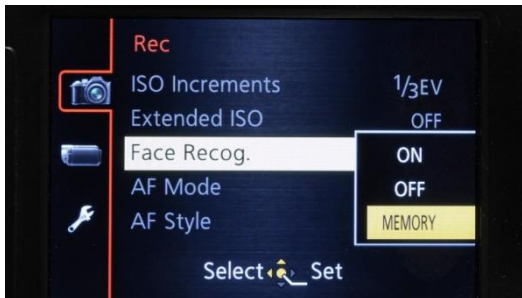 Rec
ISO Increments 1/3EV
Extended ISO OFF
Face Recog. ON
AF Mode OFF
AF Style MEMORY
Select Set